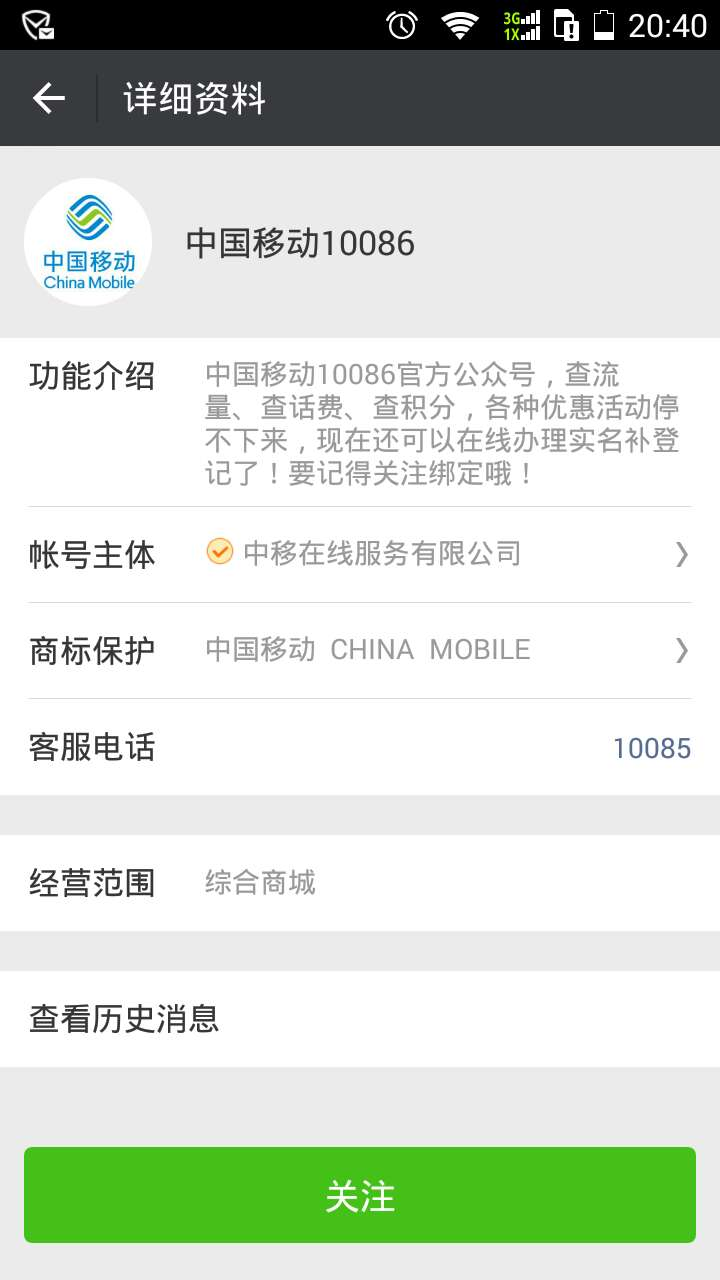 3G
1X
20:40
详细资料
中国移动
China Mobile
中国移动10086
功能介绍
中国移动10086官方公众号，查流
量、查话费、查积分，各种优惠活动停
不下来，现在还可以在线办理实名补登
记了！要记得关注绑定哦！
帐号主体
中移在线服务有限公司
商标保护
中国移动 CHINA MOBILE
客服电话
10085
经营范围
综合商城
查看历史消息
关注